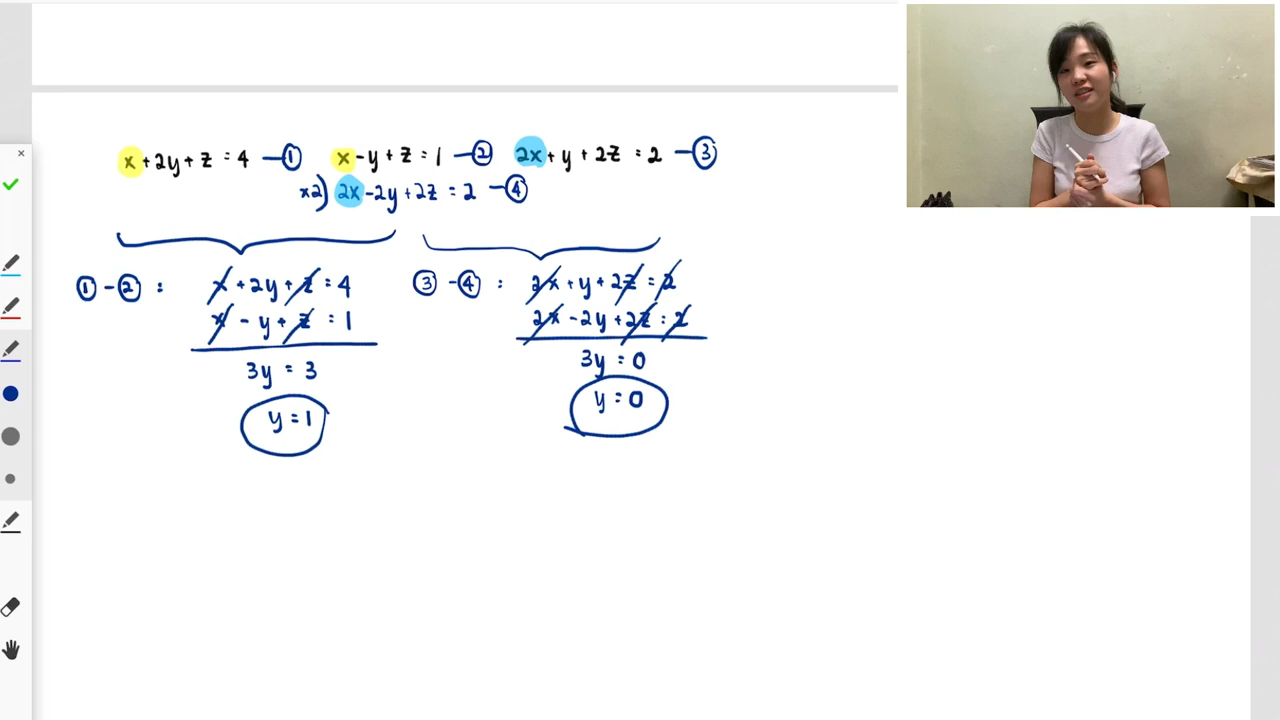 x + 2y + z = 4 —① x - y + z = 1 —② 2x + y + 2z = 2 —③
x2) 2x - 2y + 2z = 2 —④
① - ② : x + 2y + z = 4 ③ - ④ : 2x + y + 2z = 2
x - y + z = 1 2x - 2y + 2z = 2
3y = 3 3y = 0
y = 1 y = 0